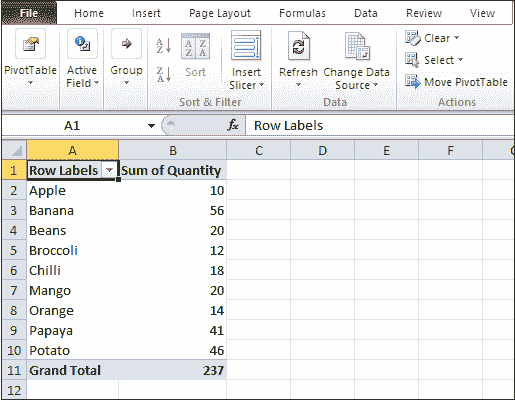 File Home Insert Page Layout Formulas Data Review View
PivotTable Active Field Group Sort Insert Slicer Refresh Change Data Source Clear
Select
Move PivotTable
Sort & Filter Data Actions
A1 fx Row Labels
A B C D E F
1 Row Labels Sum of Quantity
2 Apple 10
3 Banana 56
4 Beans 20
5 Broccoli 12
6 Chilli 18
7 Mango 20
8 Orange 14
9 Papaya 41
10 Potato 46
11 Grand Total 237
12